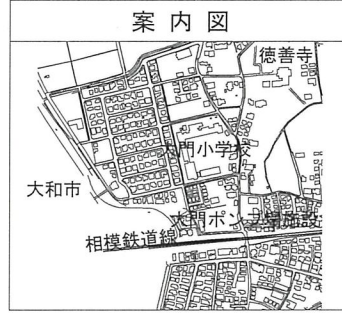 案内図
徳善寺
大門小学校
大和市
大門ポンプ場施設
相模鉄道線